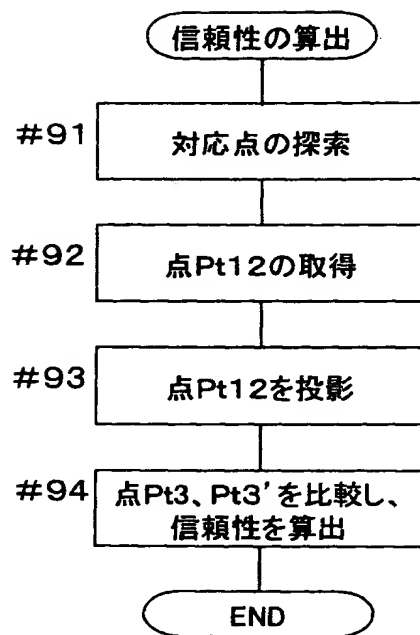 信頼性の算出
#91
対応点の探索
#92
点Pt12の取得
#93
点Pt12を投影
#94
点Pt3、Pt3'を比較し、
信頼性を算出
END